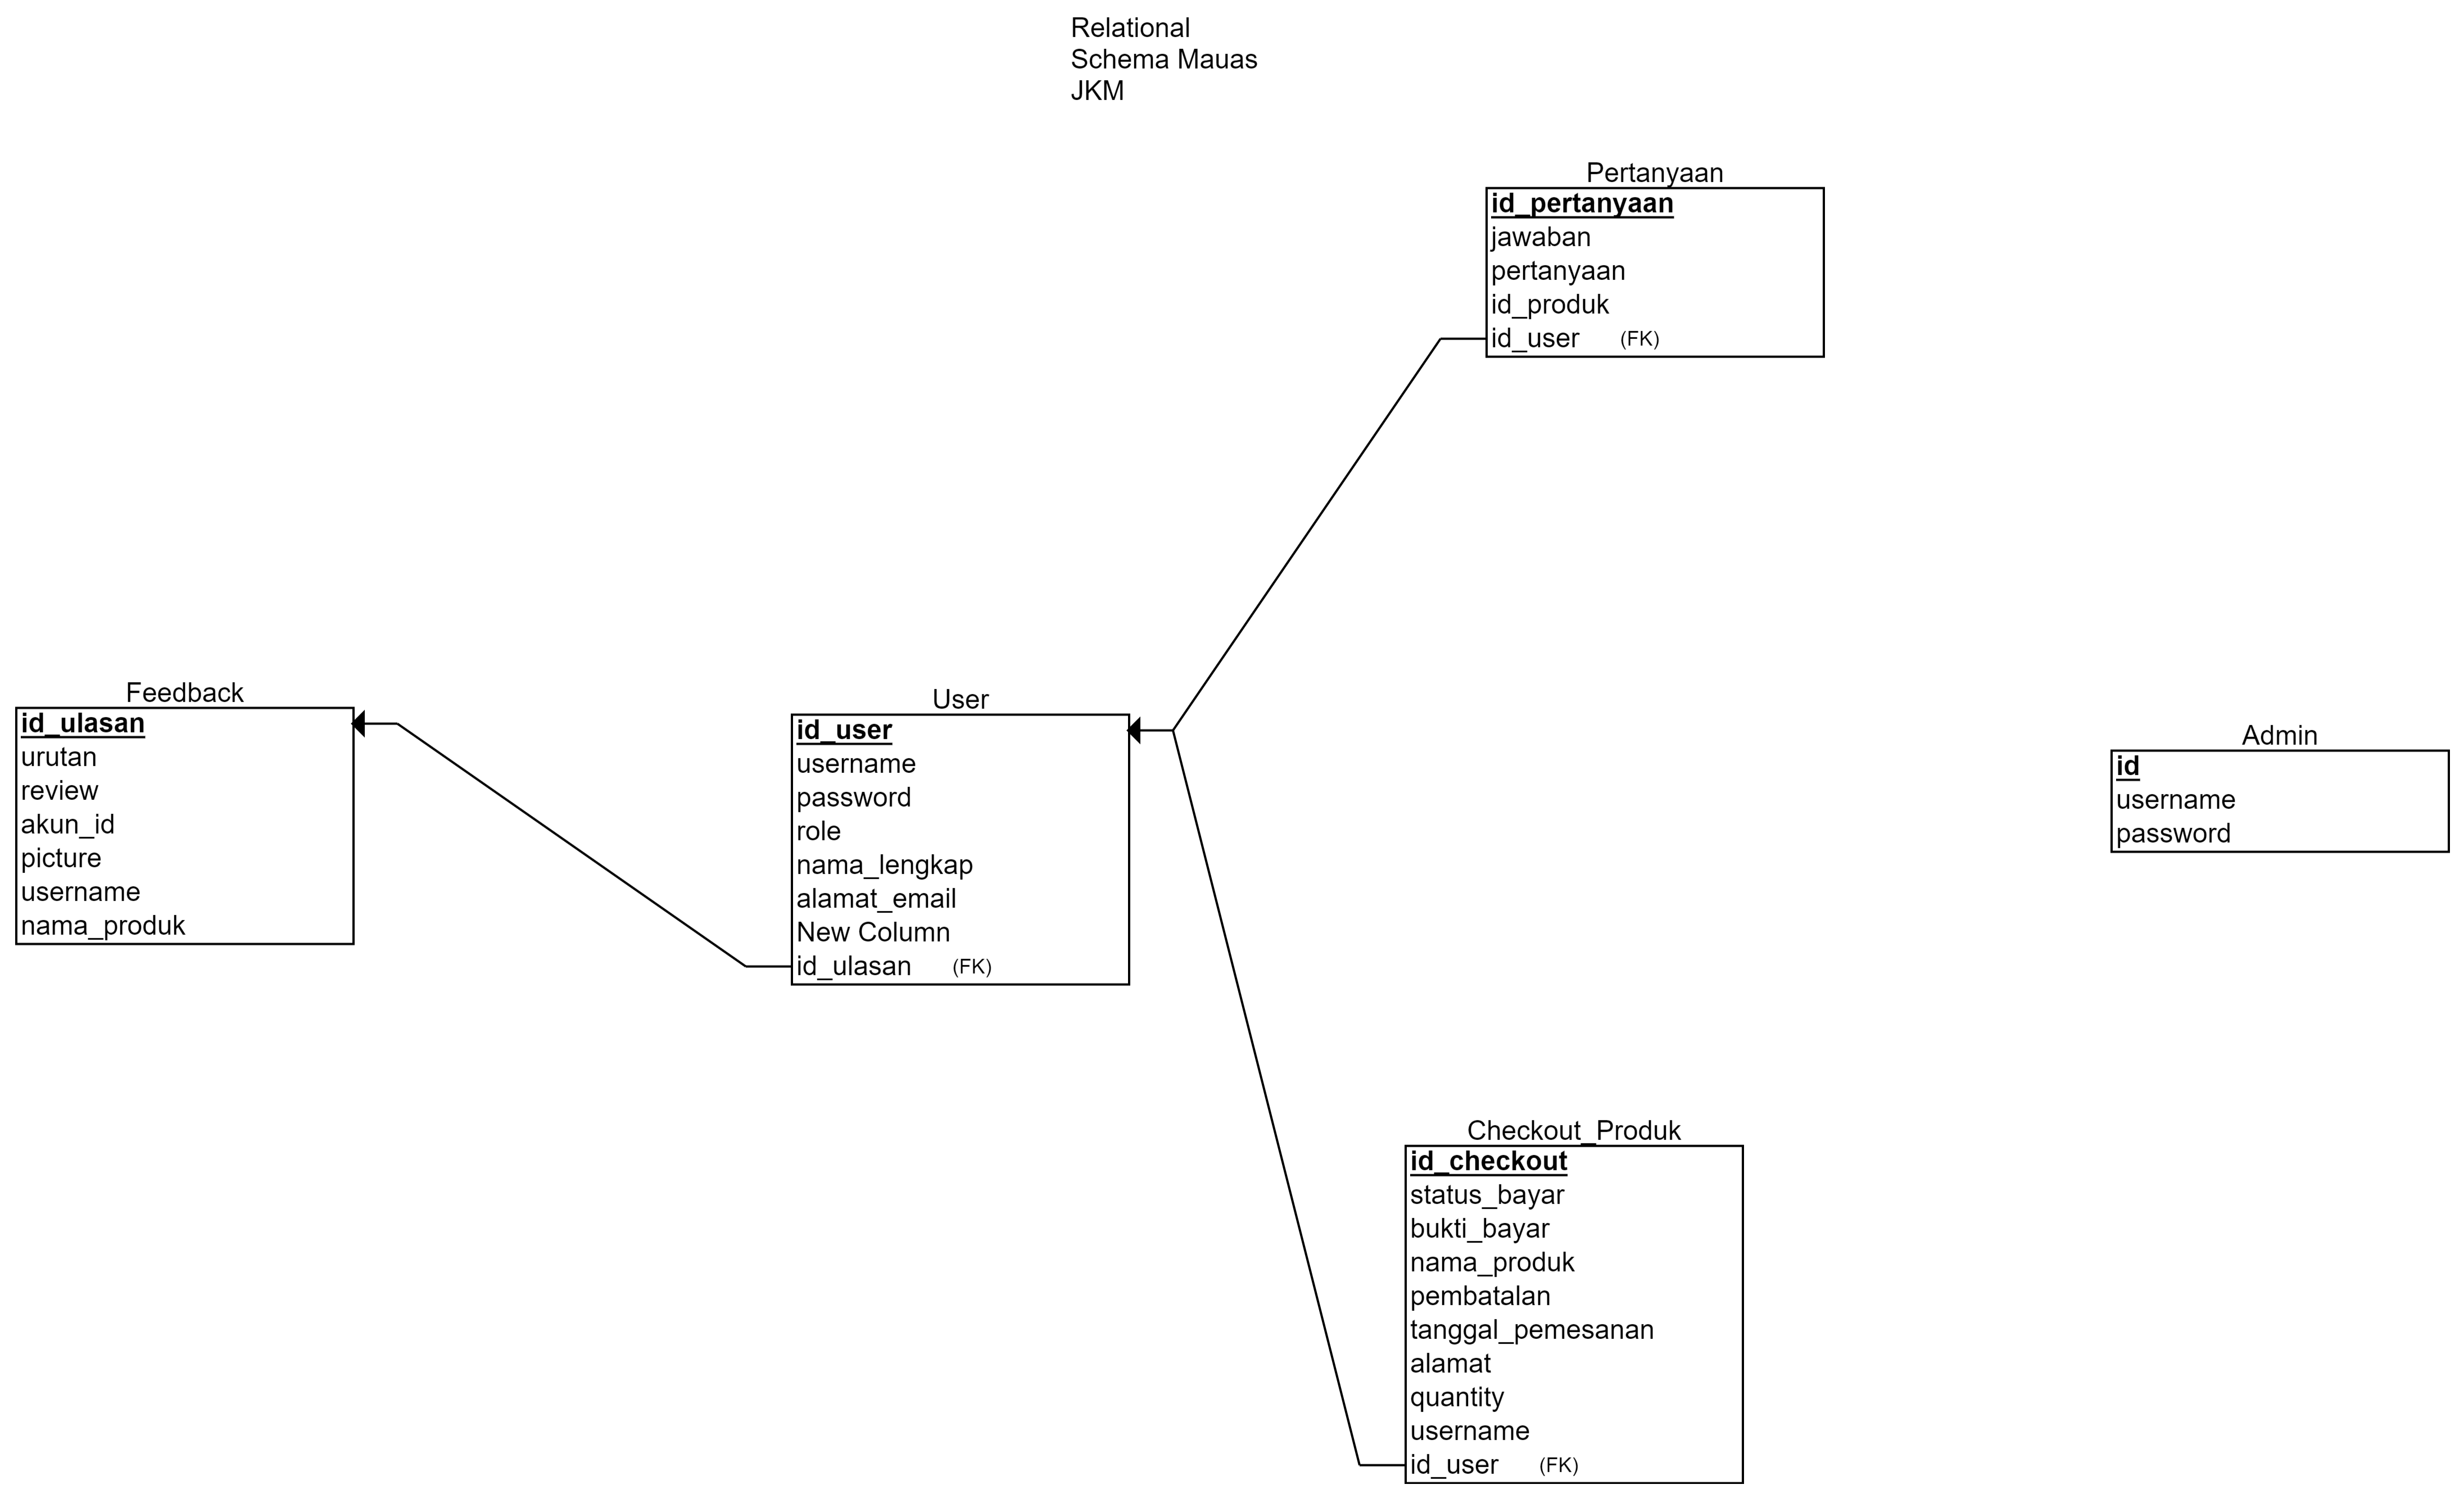 Relational
Schema Mauas
JKM
Pertanyaan
id_pertanyaan
jawaban
pertanyaan
id_produk
id_user (FK)
Feedback
id_ulasan
urutan
review
akun_id
picture
username
nama_produk
User
id_user
username
password
role
nama_lengkap
alamat_email
New Column
id_ulasan (FK)
Admin
id
username
password
Checkout_Produk
id_checkout
status_bayar
bukti_bayar
nama_produk
pembatalan
tanggal_pemesanan
alamat
quantity
username
id_user (FK)